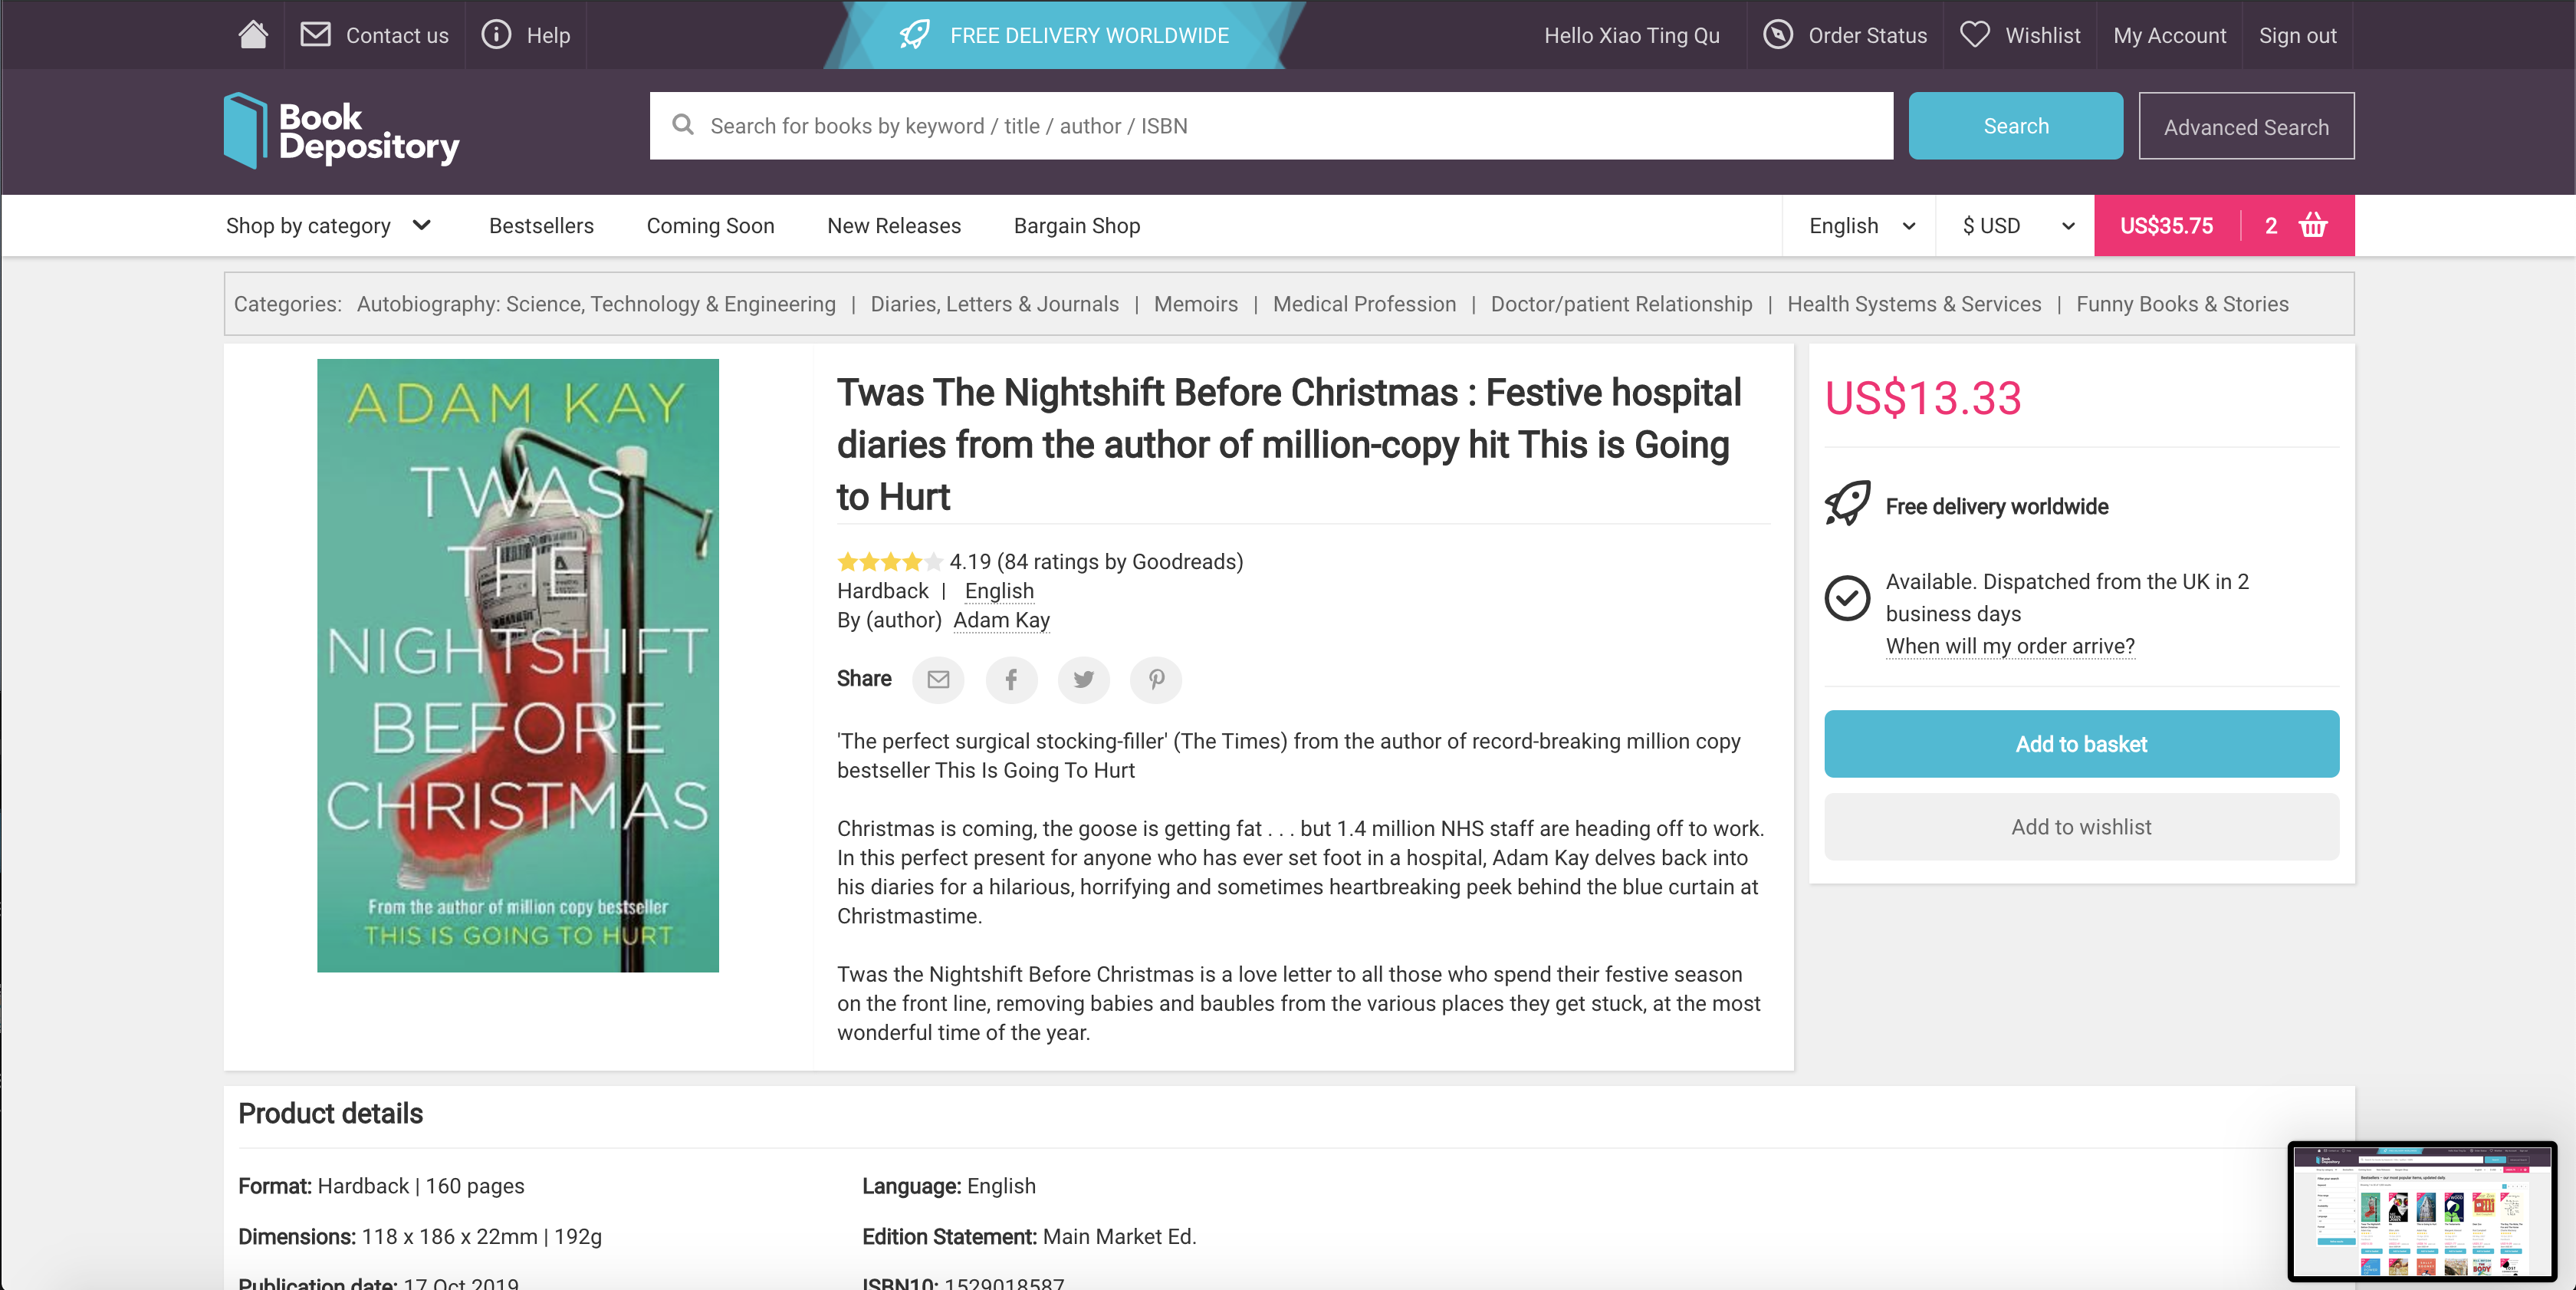 Contact us
Help
FREE DELIVERY WORLDWIDE
Hello Xiao Ting Qu
Order Status
Wishlist
My Account
Sign out
Book
Depository
Search for books by keyword / title / author / ISBN
Search
Advanced Search
Shop by category
Bestsellers
Coming Soon
New Releases
Bargain Shop
English
$ USD
US$35.75
2
Categories: Autobiography: Science, Technology & Engineering | Diaries, Letters & Journals | Memoirs | Medical Profession | Doctor/patient Relationship | Health Systems & Services | Funny Books & Stories
ADAM KAY
TWAS
THE
NIGHTSHIFT
BEFORE
CHRISTMAS
From the author of million copy bestseller
THIS IS GOING TO HURT
Twas The Nightshift Before Christmas : Festive hospital
diaries from the author of million-copy hit This is Going
to Hurt
4.19 (84 ratings by Goodreads)
Hardback | English
By (author) Adam Kay
Share
'The perfect surgical stocking-filler' (The Times) from the author of record-breaking million copy
bestseller This Is Going To Hurt
Christmas is coming, the goose is getting fat . . . but 1.4 million NHS staff are heading off to work.
In this perfect present for anyone who has ever set foot in a hospital, Adam Kay delves back into
his diaries for a hilarious, horrifying and sometimes heartbreaking peek behind the blue curtain at
Christmastime.
Twas the Nightshift Before Christmas is a love letter to all those who spend their festive season
on the front line, removing babies and baubles from the various places they get stuck, at the most
wonderful time of the year.
US$13.33
Free delivery worldwide
Available. Dispatched from the UK in 2
business days
When will my order arrive?
Add to basket
Add to wishlist
Product details
Format: Hardback | 160 pages
Language: English
Dimensions: 118 x 186 x 22mm | 192g
Edition Statement: Main Market Ed.
Publication date: 17 Oct 2019
ISBN10: 1529018587